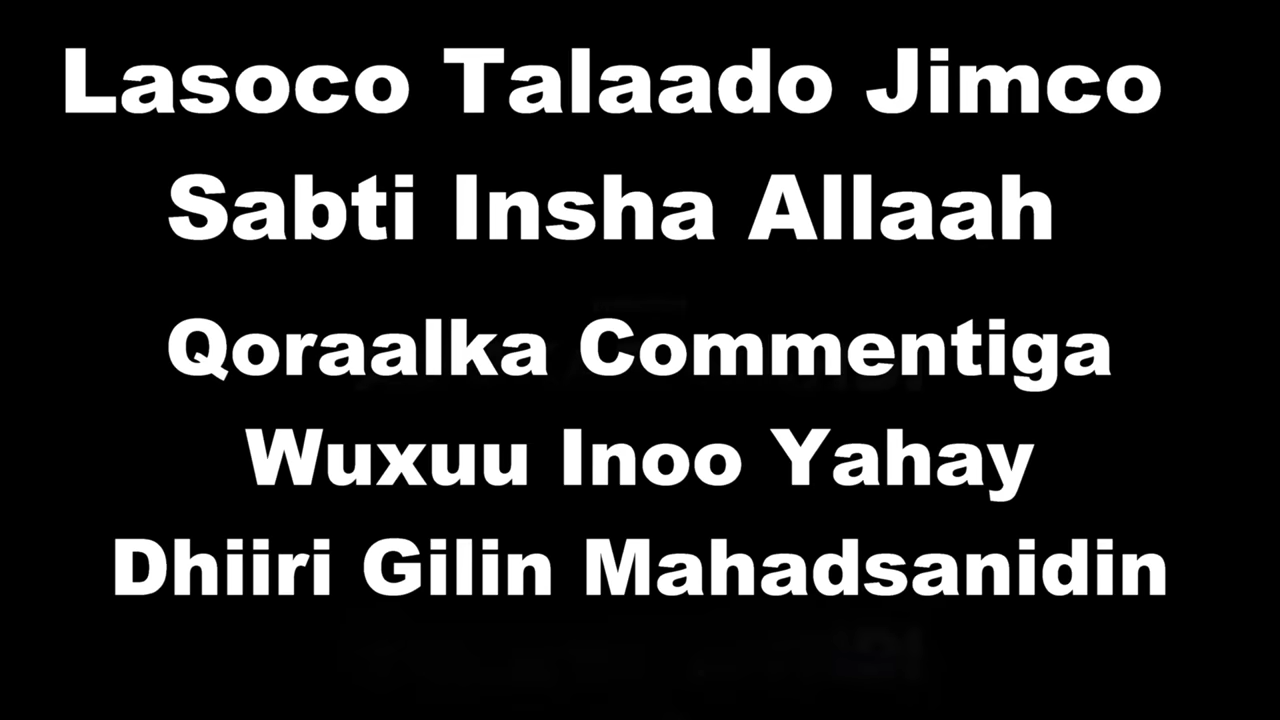 Lasoco Talaado Jimco
Sabti Insha Allaah
Qoraalka Commentiga
Wuxuu Inoo Yahay
Dhiiri Gilin Mahadsanidin